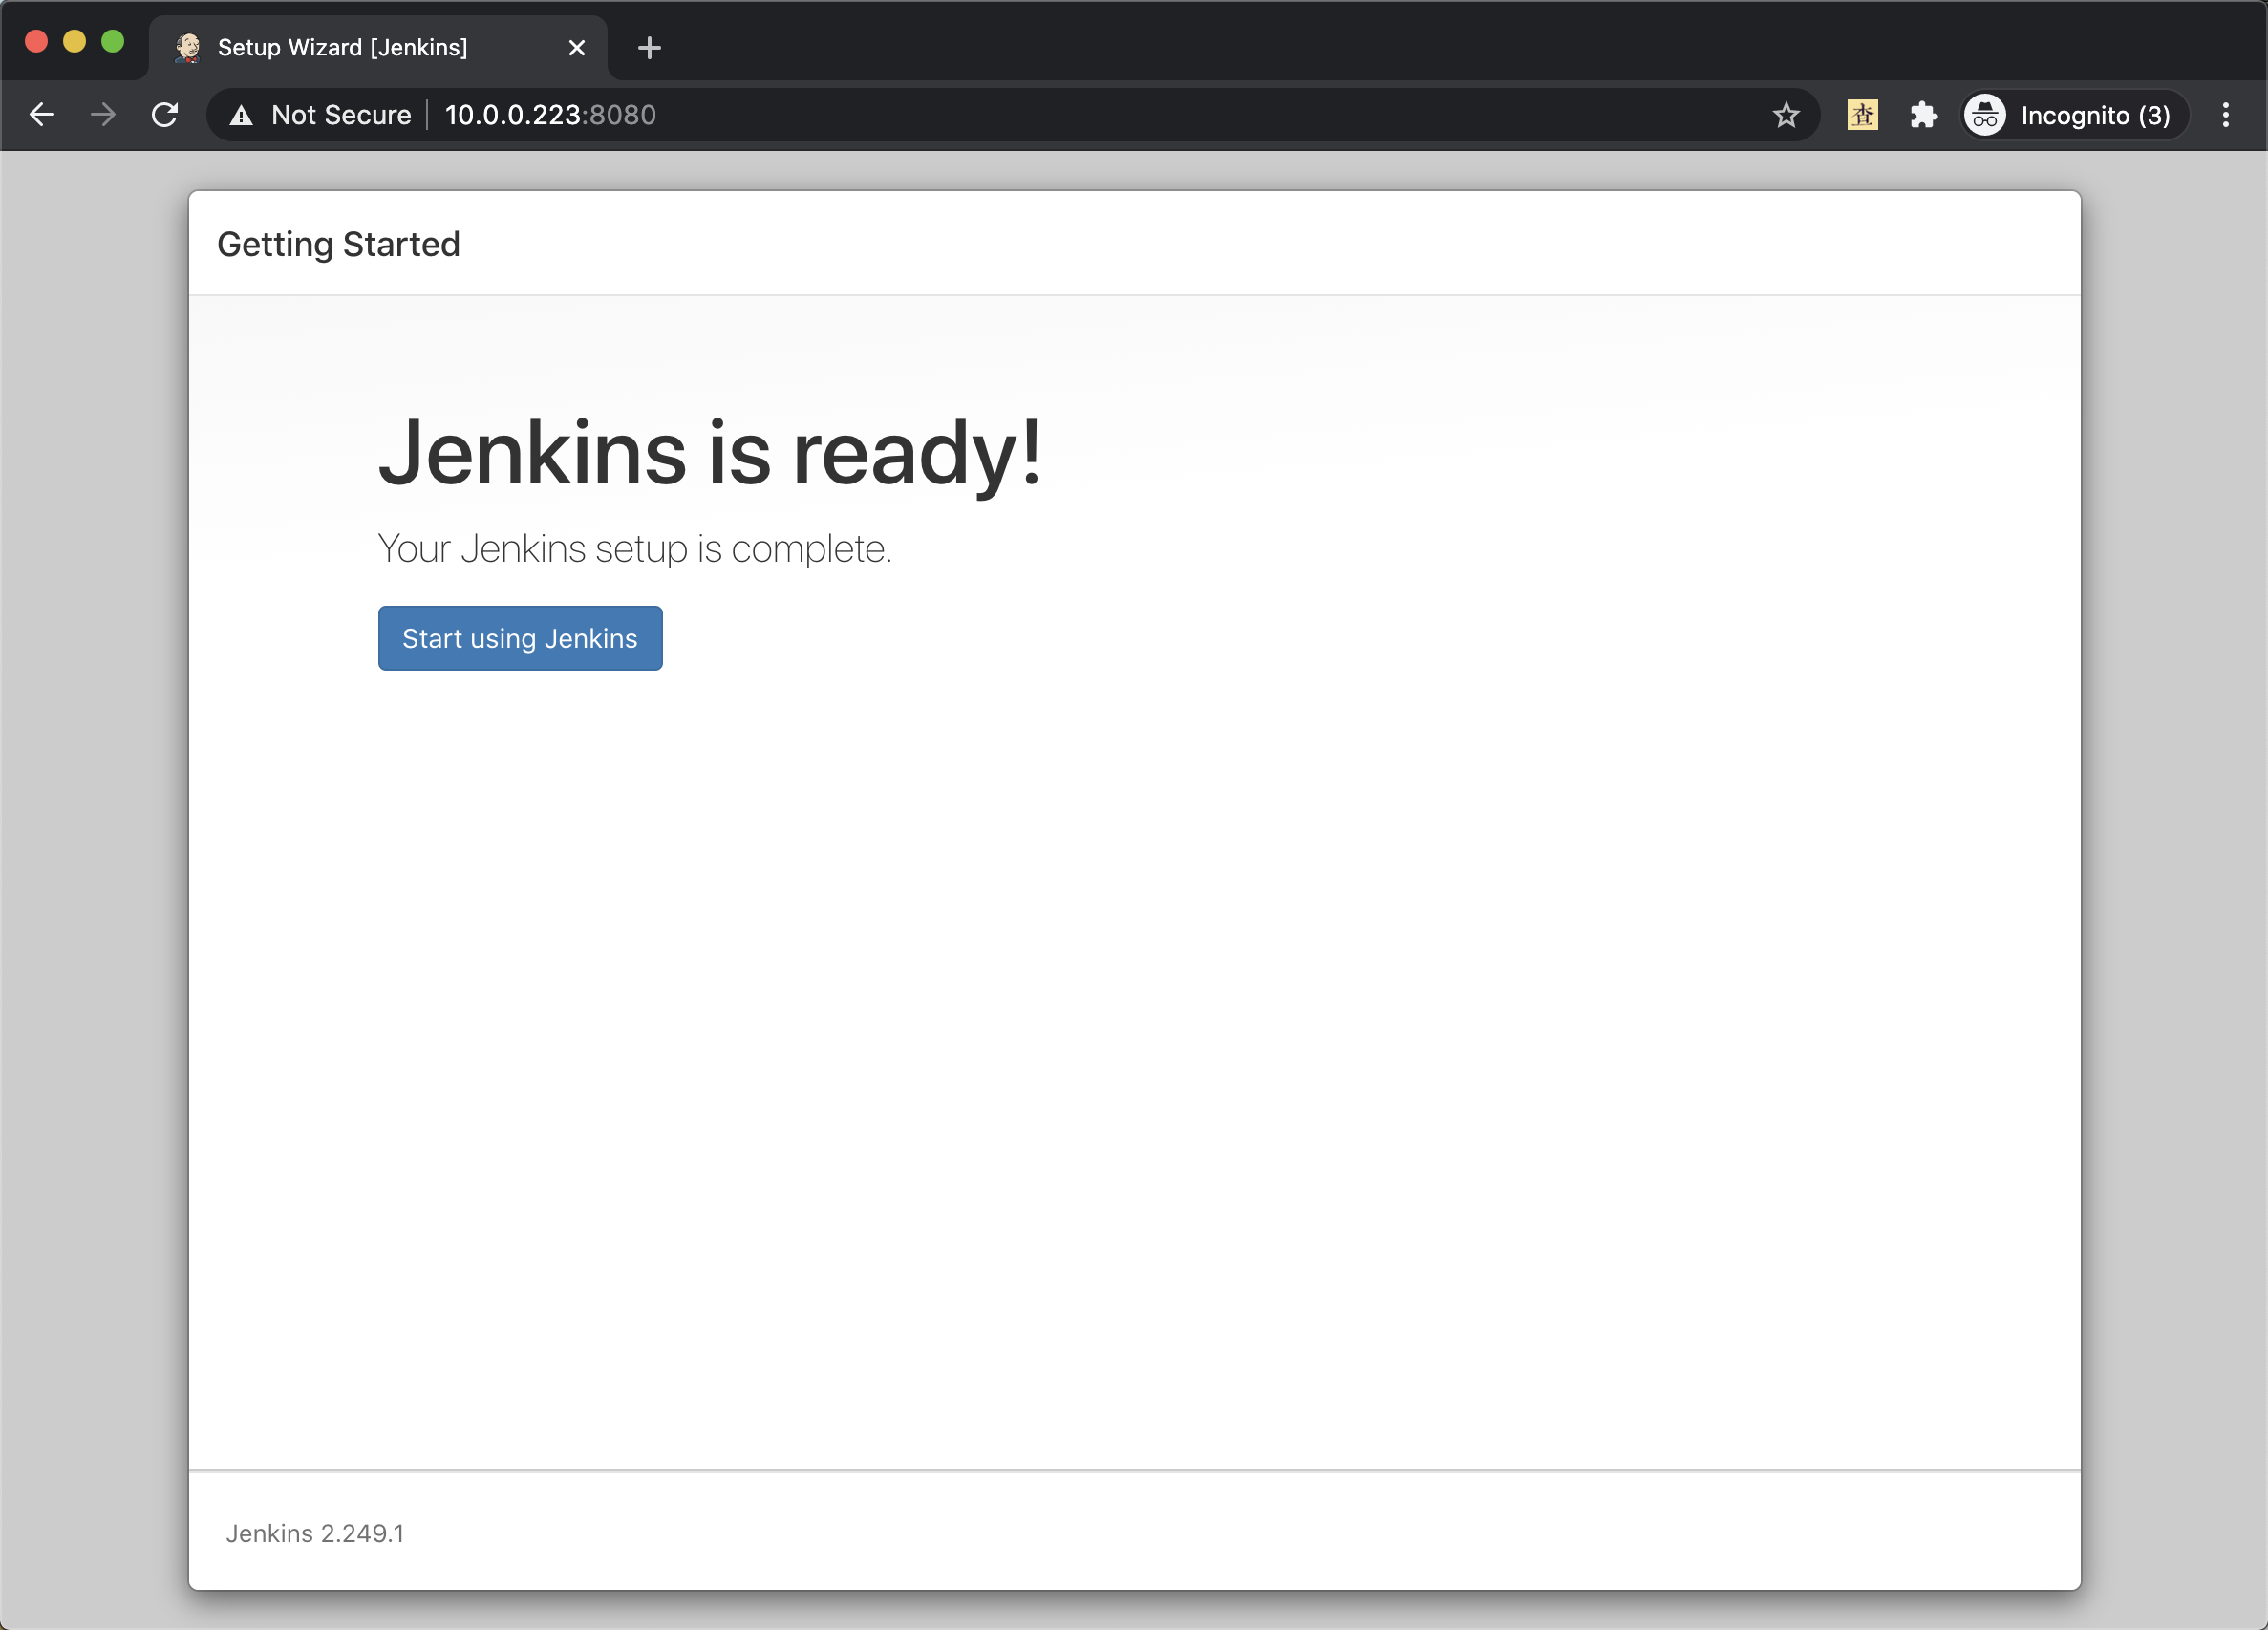 Setup Wizard [Jenkins]
Not Secure
10.0.0.223:8080
查
Incognito (3)
Getting Started
Jenkins is ready!
Your Jenkins setup is complete.
Start using Jenkins
Jenkins 2.249.1